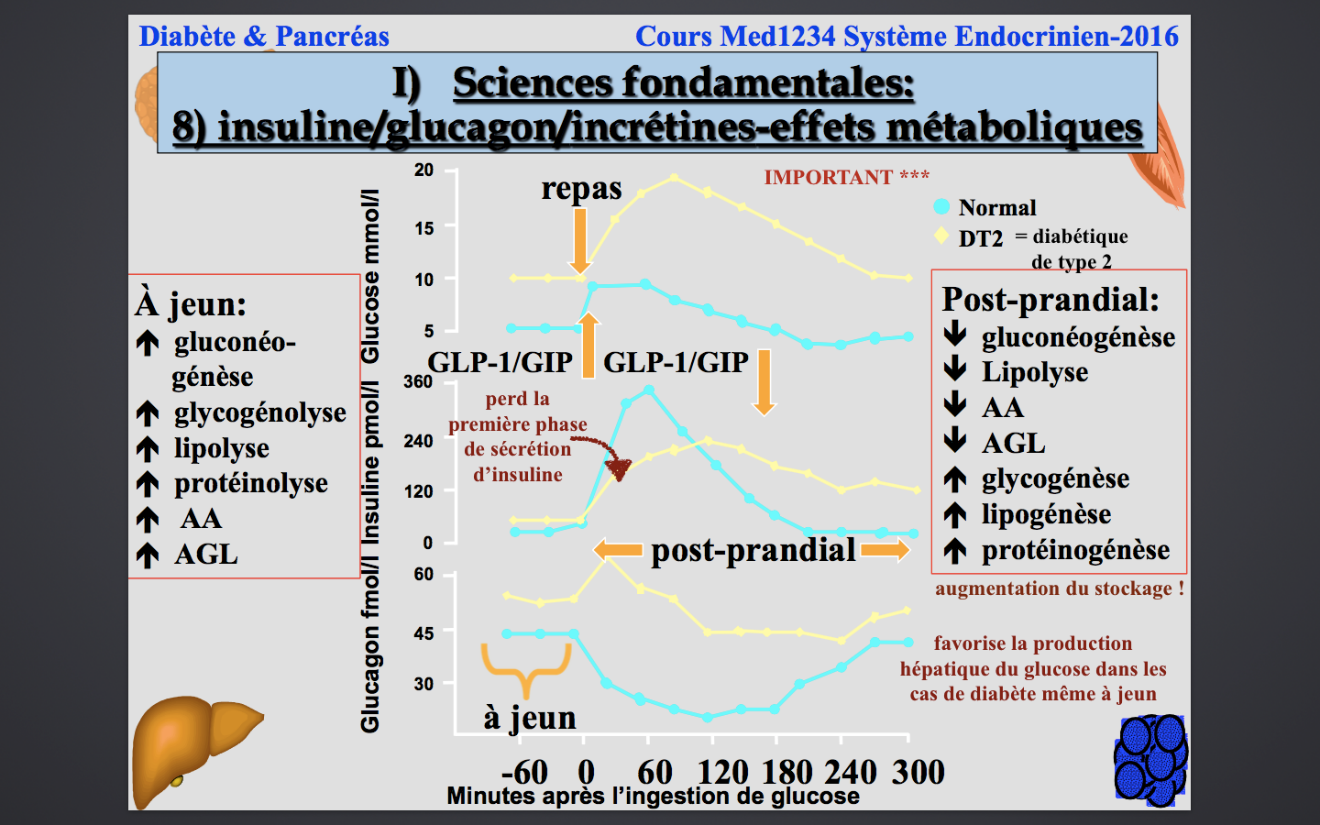 Diabète & Pancréas
Cours Med1234 Système Endocrinien-2016
I) Sciences fondamentales:
8) insuline/glucagon/incrétines-effets métaboliques
IMPORTANT ***
Normal
DT2 = diabétique
de type 2
repas
Glucose mmol/l
20
15
10
5
À jeun:
gluconéo-
génèse
glycogénolyse
lipolyse
protéinolyse
AA
AGL
GLP-1/GIP
GLP-1/GIP
Insuline pmol/l
360
240
120
0
perd la
première phase
de sécrétion
d’insuline
Post-prandial:
gluconéogénèse
Lipolyse
AA
AGL
glycogénèse
lipogénèse
protéinogénèse
augmentation du stockage !
post-prandial
Glucagon fmol/l
60
45
30
à jeun
favorise la production
hépatique du glucose dans les
cas de diabète même à jeun
-60 0 60 120 180 240 300
Minutes après l’ingestion de glucose